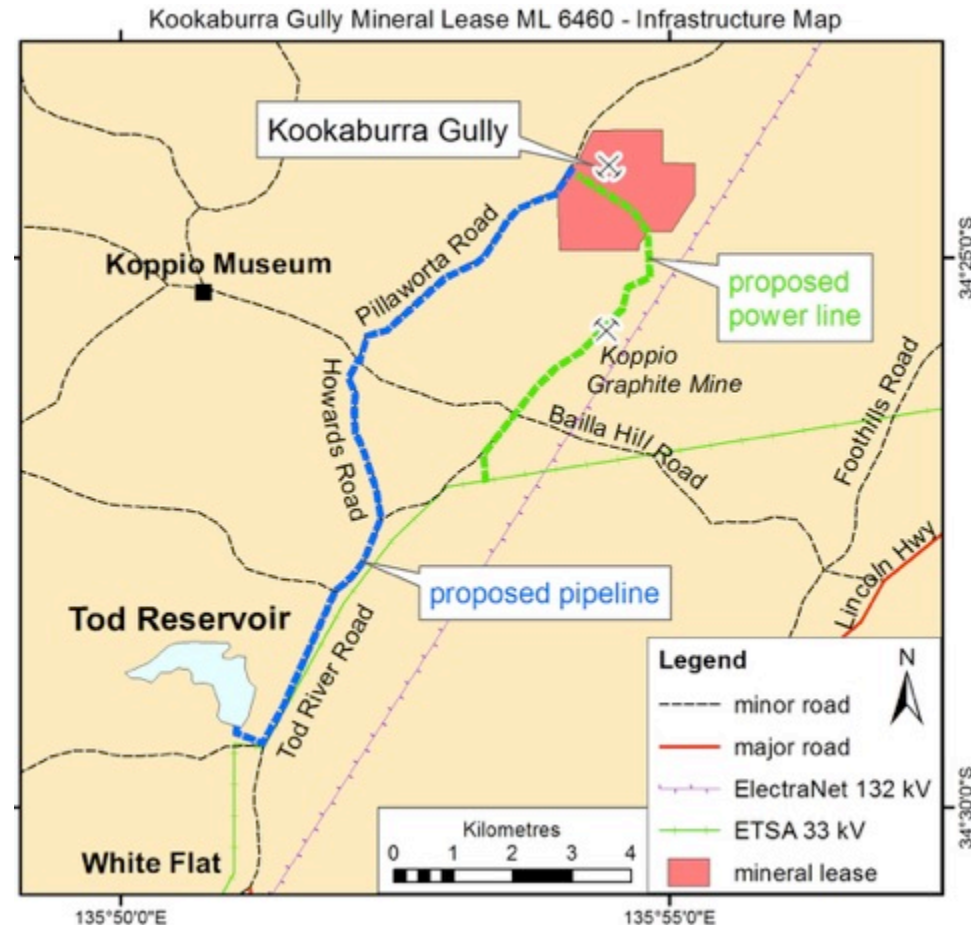 Kookaburra Gully Mineral Lease ML 6460 - Infrastructure Map
Kookaburra Gully
Koppio Museum
Pillaworta Road
34°25'0"S
proposed
power line
Koppio
Graphite Mine
Howards Road
Bailla Hill Road
Foothills Road
Lincoln Hwy
proposed pipeline
Tod Reservoir
Tod River Road
White Flat
Legend
N
minor road
major road
ElectraNet 132 kV
ETSA 33 kV
mineral lease
34°30'0"S
Kilometres
0 1 2 3 4
135°50'0"E
135°55'0"E